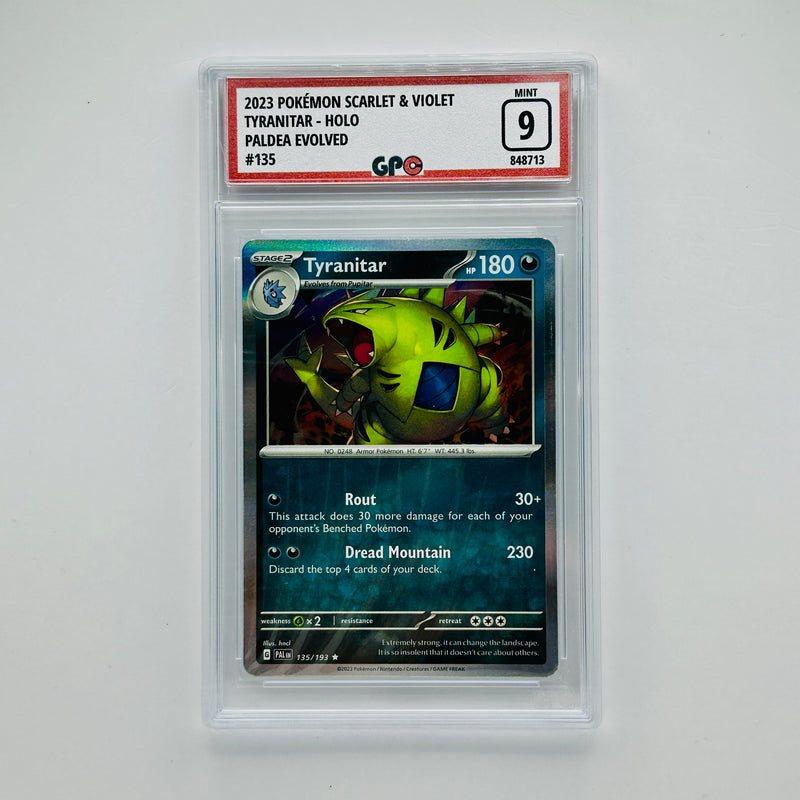 2023 POKÉMON SCARLET & VIOLET
TYRANITAR - HOLO
PALDEA EVOLVED
#135
MINT
9
848713
GPC
STAGE2
Tyranitar
HP 180
Evolves from Pupitar
NO. 0248 Armor Pokémon HT: 6'7" WT: 445.3 lbs.
Rout 30+
This attack does 30 more damage for each of your
opponent's Benched Pokémon.
Dread Mountain 230
Discard the top 4 cards of your deck.
weakness ×2 resistance retreat
Illus. hncl
G PAL EN 135/193 ★
Extremely strong, it can change the landscape.
It is so insolent that it doesn't care about others.
©2023 Pokémon / Nintendo / Creatures / GAME FREAK